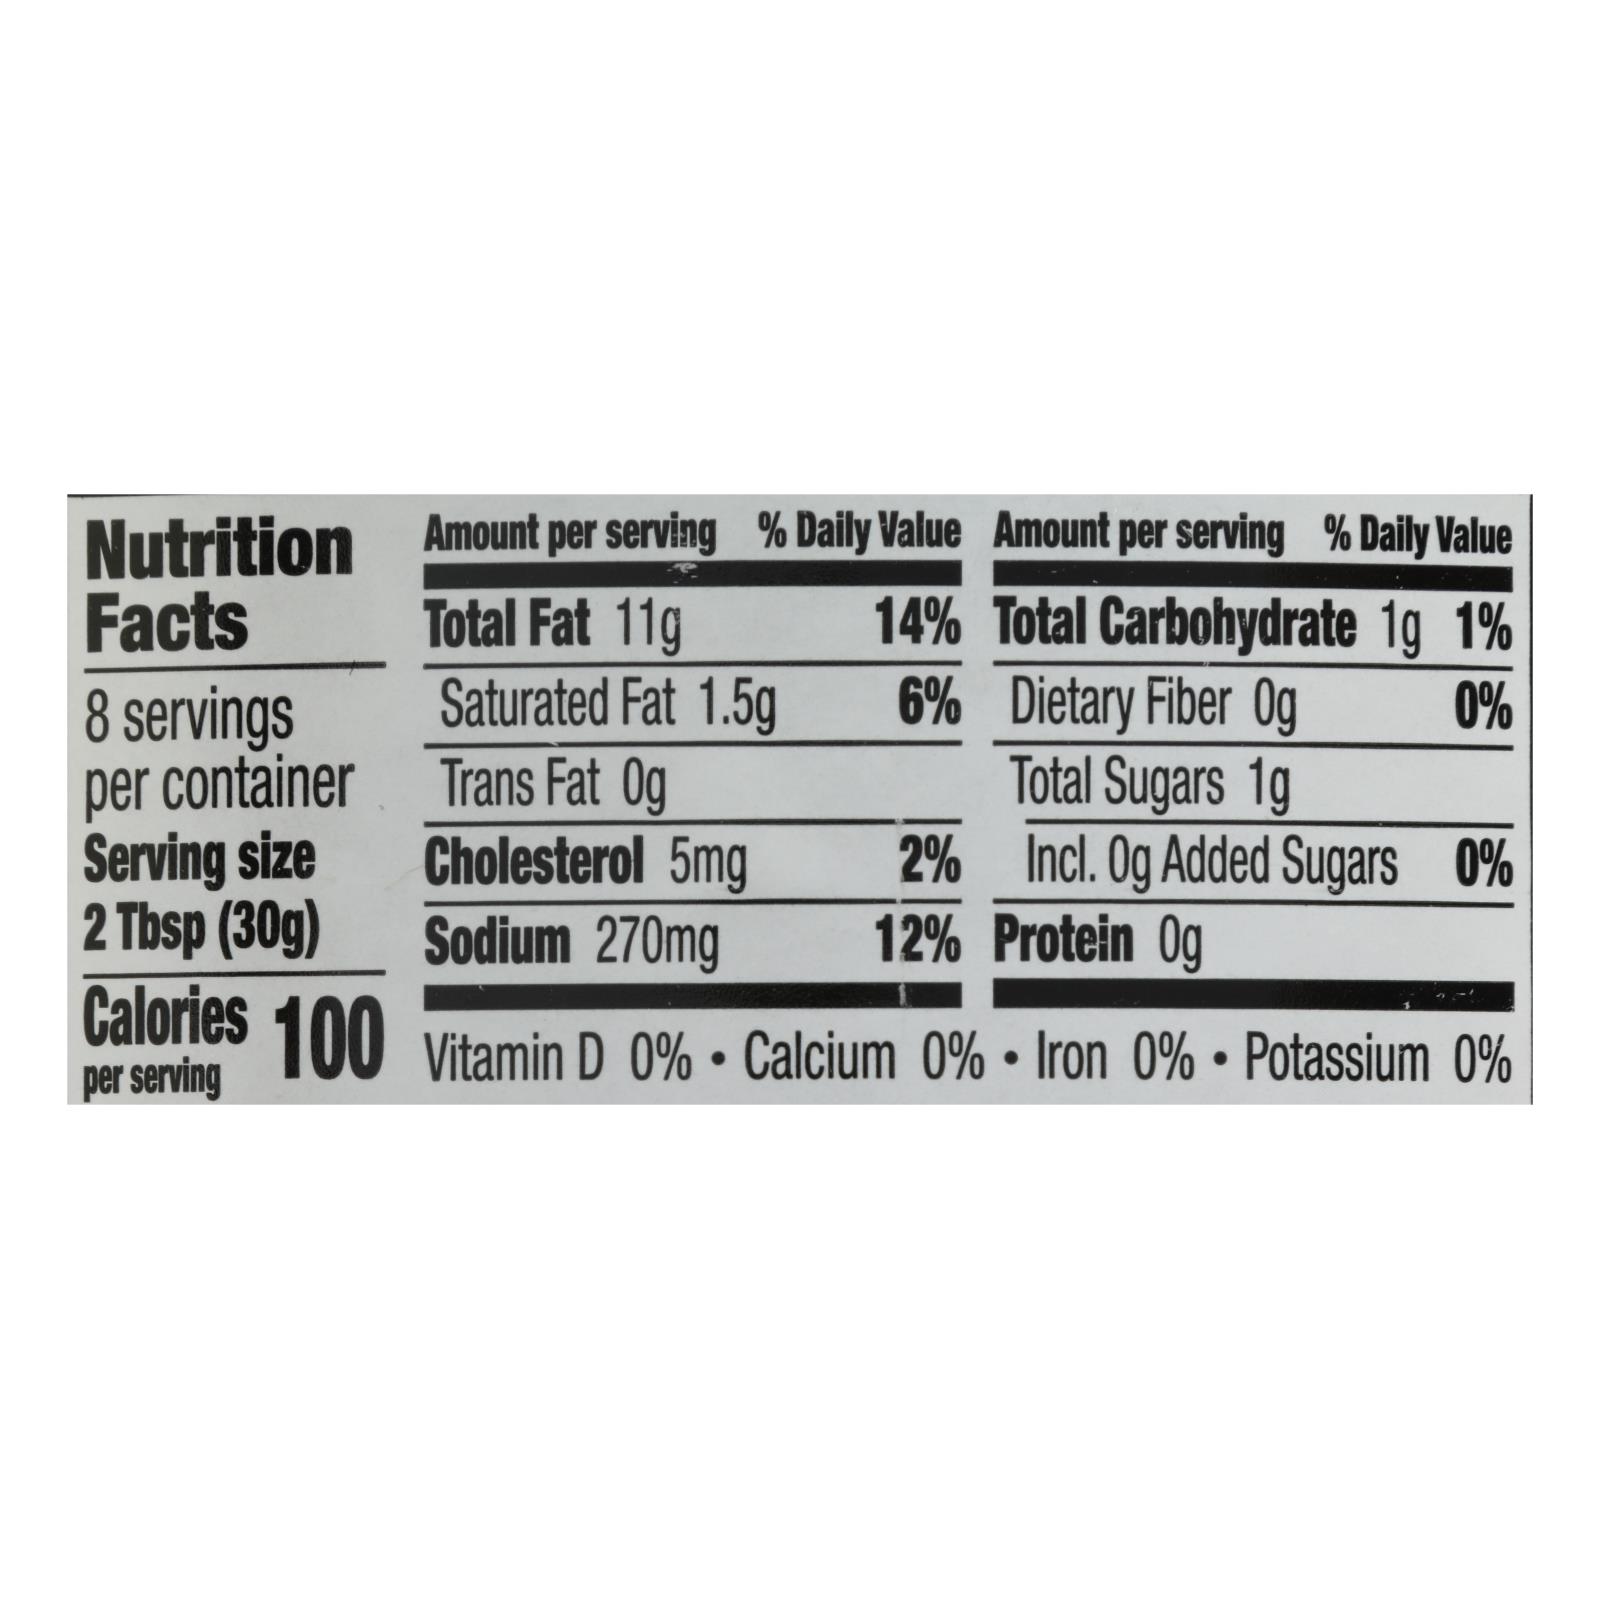 Nutrition
Facts
8 servings
per container
Serving size
2 Tbsp (30g)
Calories 100
per serving
Amount per serving % Daily Value
Total Fat 11g 14%
Saturated Fat 1.5g 6%
Trans Fat 0g
Cholesterol 5mg 2%
Sodium 270mg 12%
Amount per serving % Daily Value
Total Carbohydrate 1g 1%
Dietary Fiber 0g 0%
Total Sugars 1g
Incl. 0g Added Sugars 0%
Protein 0g
Vitamin D 0% • Calcium 0% • Iron 0% • Potassium 0%